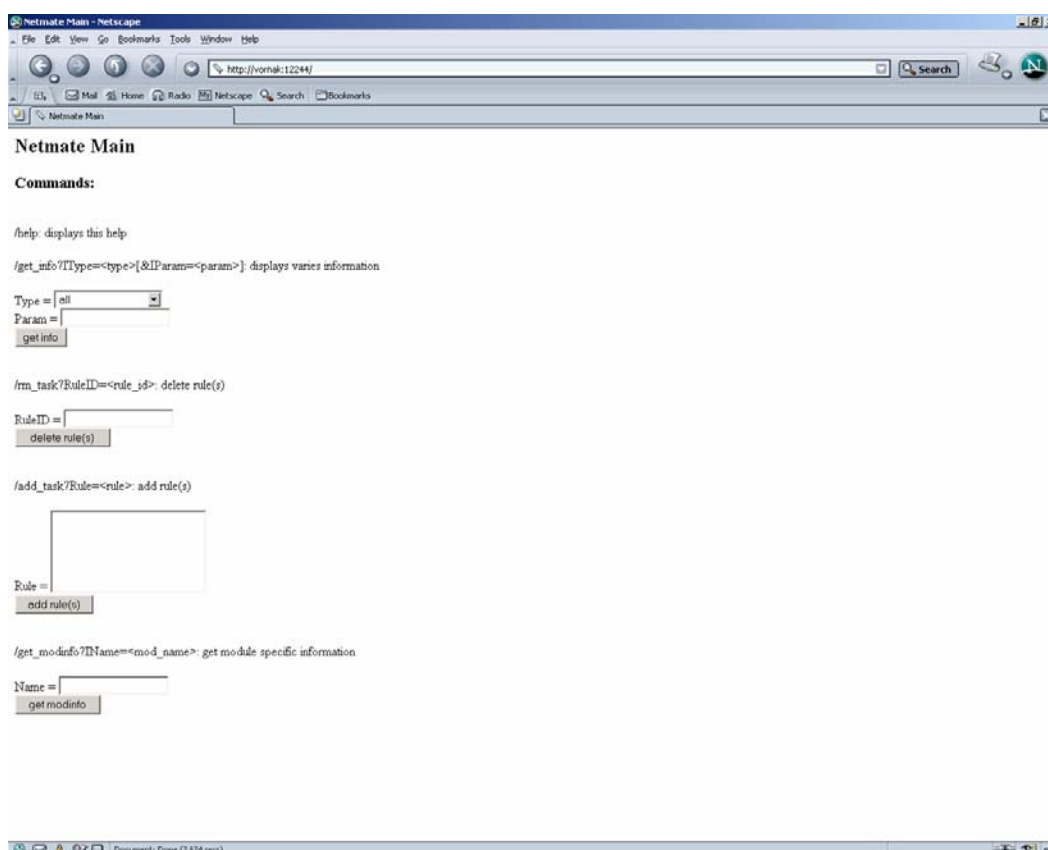 Netmate Main - Netscape
File Edit View Go Bookmarks Tools Window Help
http://vornak:12244/
Search
Mail Home Radio My Netscape Search Bookmarks
Netmate Main
Netmate Main
Commands:
/help: displays this help
/get_info?IType=<type>[&IParam=<param>]: displays varies information
Type = all
Param =
get info
/rm_task?RuleID=<rule_id>: delete rule(s)
RuleID =
delete rule(s)
/add_task?Rule=<rule>: add rule(s)
Rule =
add rule(s)
/get_modinfo?IName=<mod_name>: get module specific information
Name =
get modinfo
Document: Done